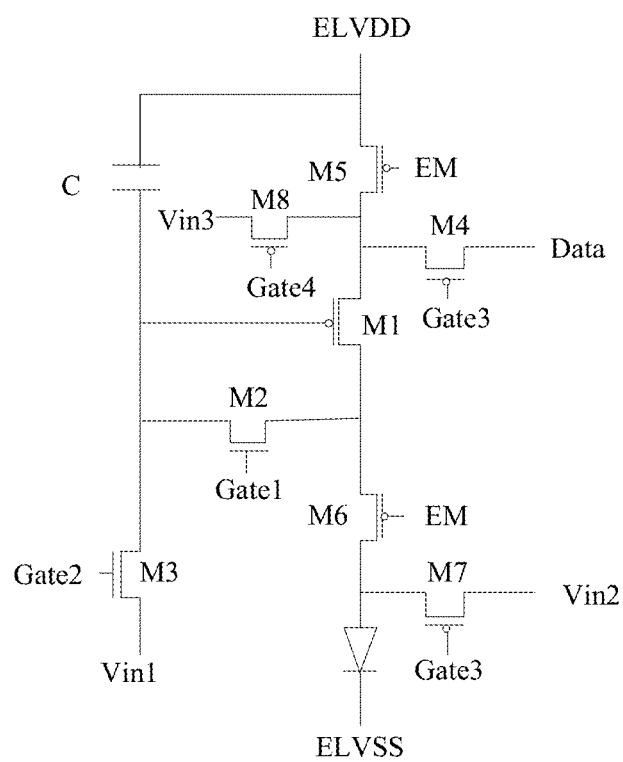 ELVDD
C
M5
EM
M8
Vin3
M4
Data
Gate4
Gate3
M1
M2
Gate1
M6
EM
Gate2
M3
M7
Vin2
Vin1
Gate3
ELVSS